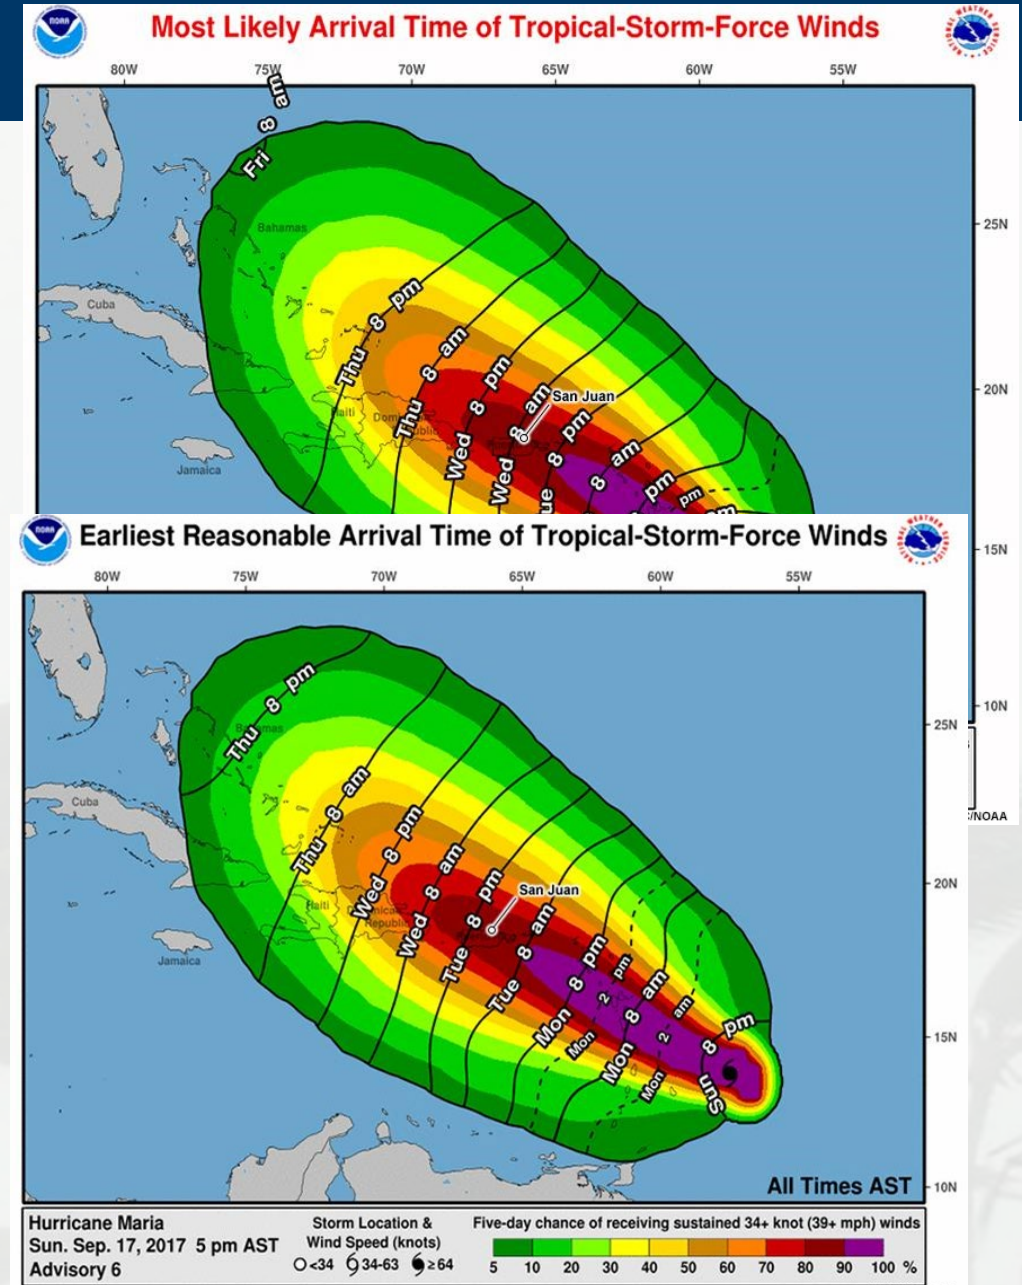 NOAA
Most Likely Arrival Time of Tropical-Storm-Force Winds
80W 75W 70W 65W 60W 55W
8 am
Fri
25N
Bahamas
Thu 8 pm
Cuba
Thu 8 am
Wed 8 pm
20N
Wed 8 am
San Juan
Haiti
Jamaica
8 pm
8 am
pm
pm
15N
10N
/NOAA
NOAA
Earliest Reasonable Arrival Time of Tropical-Storm-Force Winds
80W 75W 70W 65W 60W 55W
Thu 8 pm
25N
Cuba
Thu 8 am
Wed 8 pm
20N
Wed 8 am
San Juan
Haiti
Dominican
Republic
Jamaica
Tue 8 pm
Tue 8 am
Mon 8 pm
Mon 2 pm
Mon 8 am
Mon 2 am
Sun 8 pm
15N
All Times AST
10N
Hurricane Maria
Sun. Sep. 17, 2017 5 pm AST
Advisory 6
Storm Location &
Wind Speed (knots)
<34 34-63 ≥64
Five-day chance of receiving sustained 34+ knot (39+ mph) winds
5 10 20 30 40 50 60 70 80 90 100 %